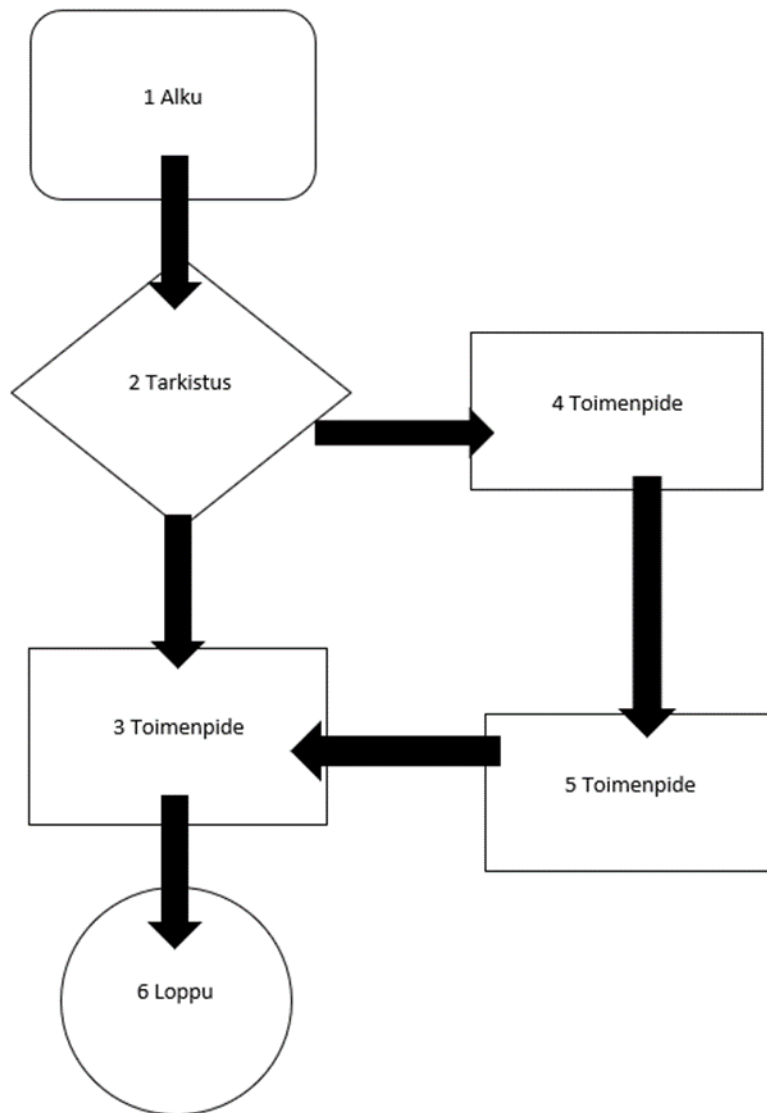 1 Alku
2 Tarkistus
4 Toimenpide
3 Toimenpide
5 Toimenpide
6 Loppu